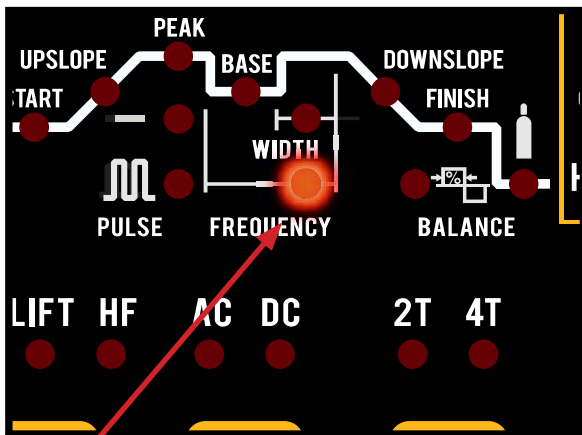 PEAK
UPSLOPE
BASE
DOWNSLOPE
START
FINISH
WIDTH
%
PULSE
FREQUENCY
BALANCE
LIFT HF AC DC 2T 4T